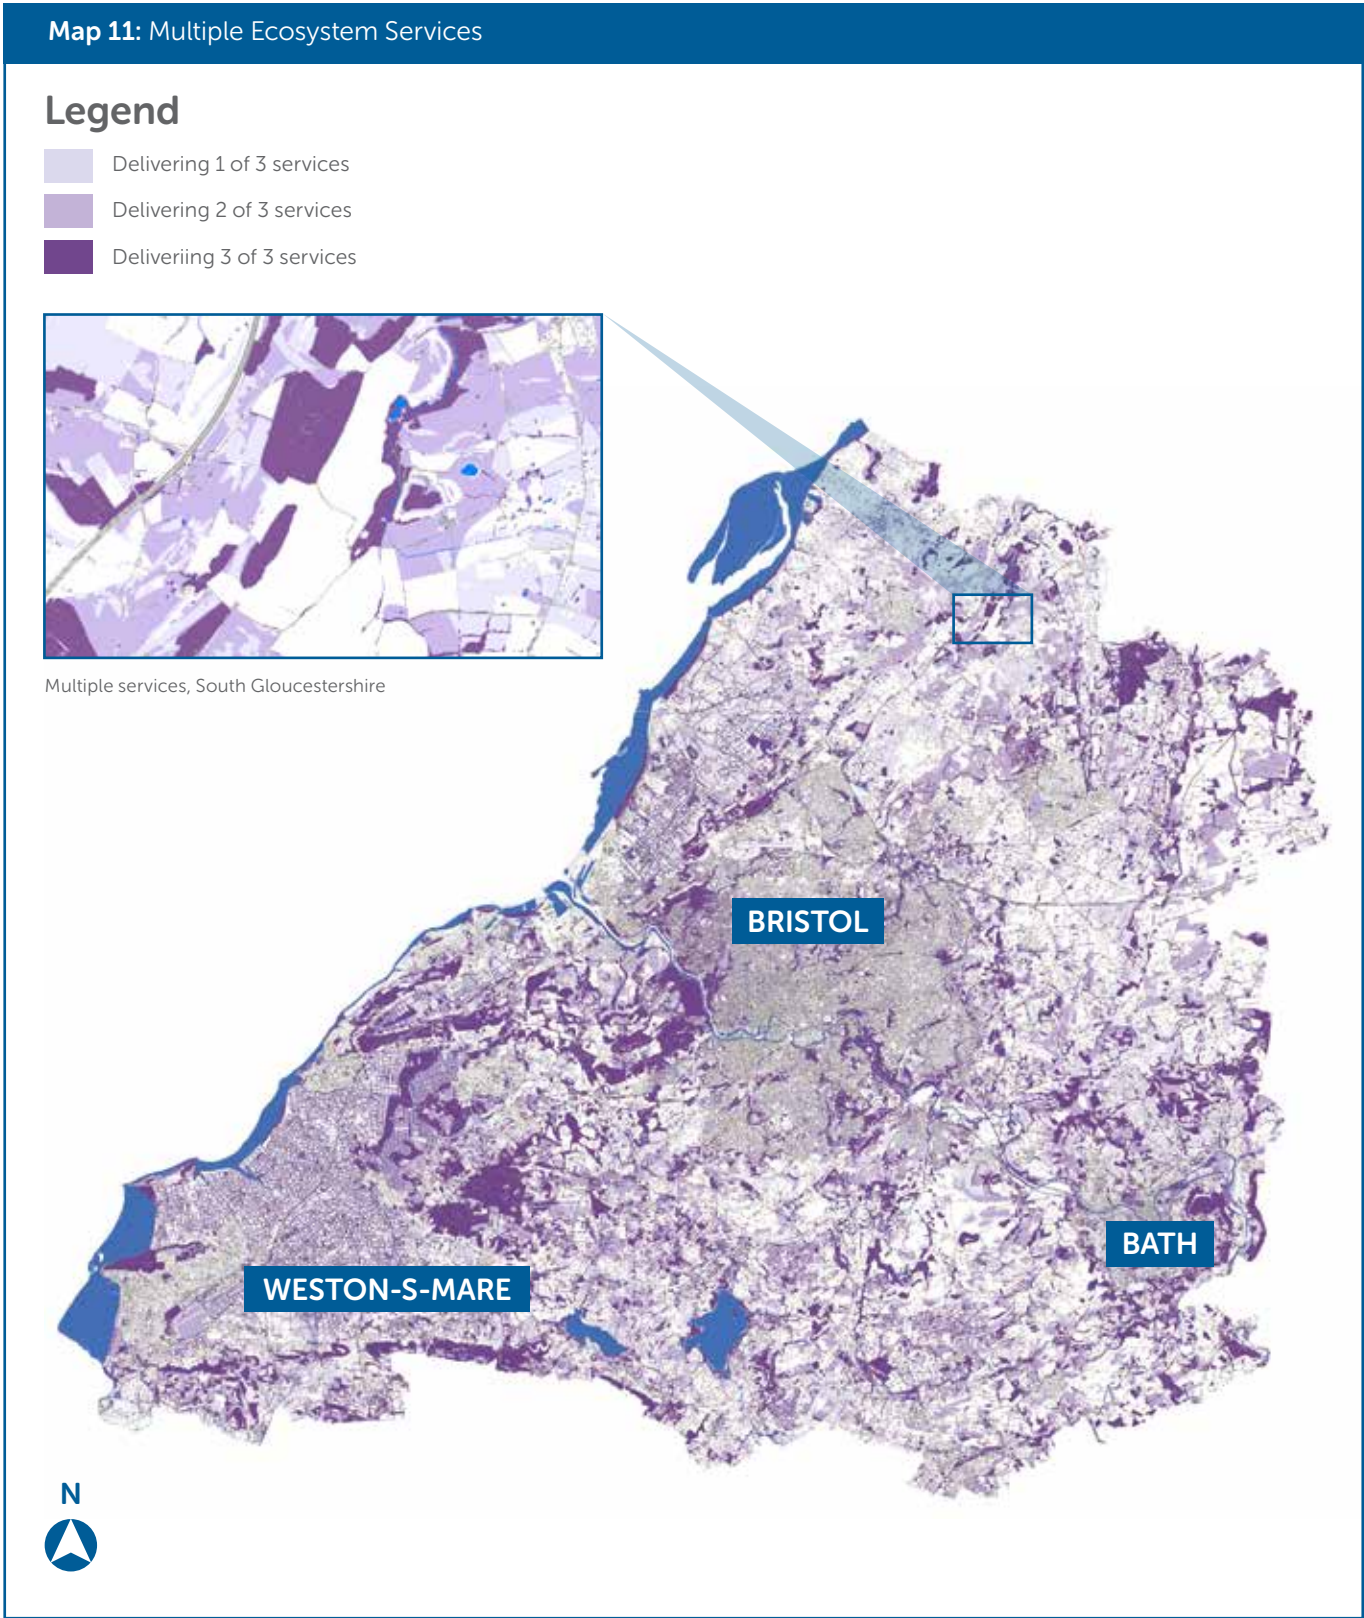 Map 11: Multiple Ecosystem Services
Legend
Delivering 1 of 3 services
Delivering 2 of 3 services
Deliveriing 3 of 3 services
Multiple services, South Gloucestershire
BRISTOL
BATH
WESTON-S-MARE
N